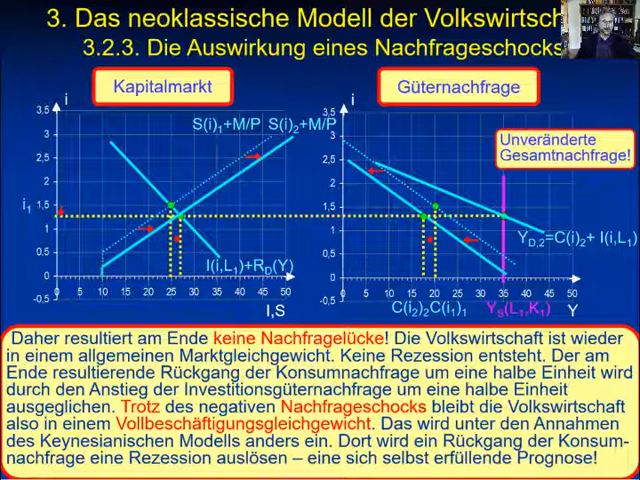 3. Das neoklassische Modell der Volkswirtsch
3.2.3. Die Auswirkung eines Nachfrageschocks
Kapitalmarkt
Güternachfrage
i
3,5
3
2,5
2
1,5
i₁
1
0,5
0
-0,5
S(i)₁+M/P S(i)₂+M/P
I(i,L₁)+R_D(Y)
5 10 15 20 25 30 35 40 45 50
I,S
i
3,5
3
2,5
2
1,5
1
0,5
0
-0,5
Unveränderte
Gesamtnachfrage!
Y_D,2=C(i)₂+ I(i,L₁)
5 10 15 20 25 30 35 40 45 50
C(i₂)₂C(i₁)₁ Y_S(L₁,K₁) Y
Daher resultiert am Ende keine Nachfragelücke! Die Volkswirtschaft ist wieder
in einem allgemeinen Marktgleichgewicht. Keine Rezession entsteht. Der am
Ende resultierende Rückgang der Konsumnachfrage um eine halbe Einheit wird
durch den Anstieg der Investitionsgüternachfrage um eine halbe Einheit
ausgeglichen. Trotz des negativen Nachfrageschocks bleibt die Volkswirtschaft
also in einem Vollbeschäftigungsgleichgewicht. Das wird unter den Annahmen
des Keynesianischen Modells anders ein. Dort wird ein Rückgang der Konsum-
nachfrage eine Rezession auslösen – eine sich selbst erfüllende Prognose!